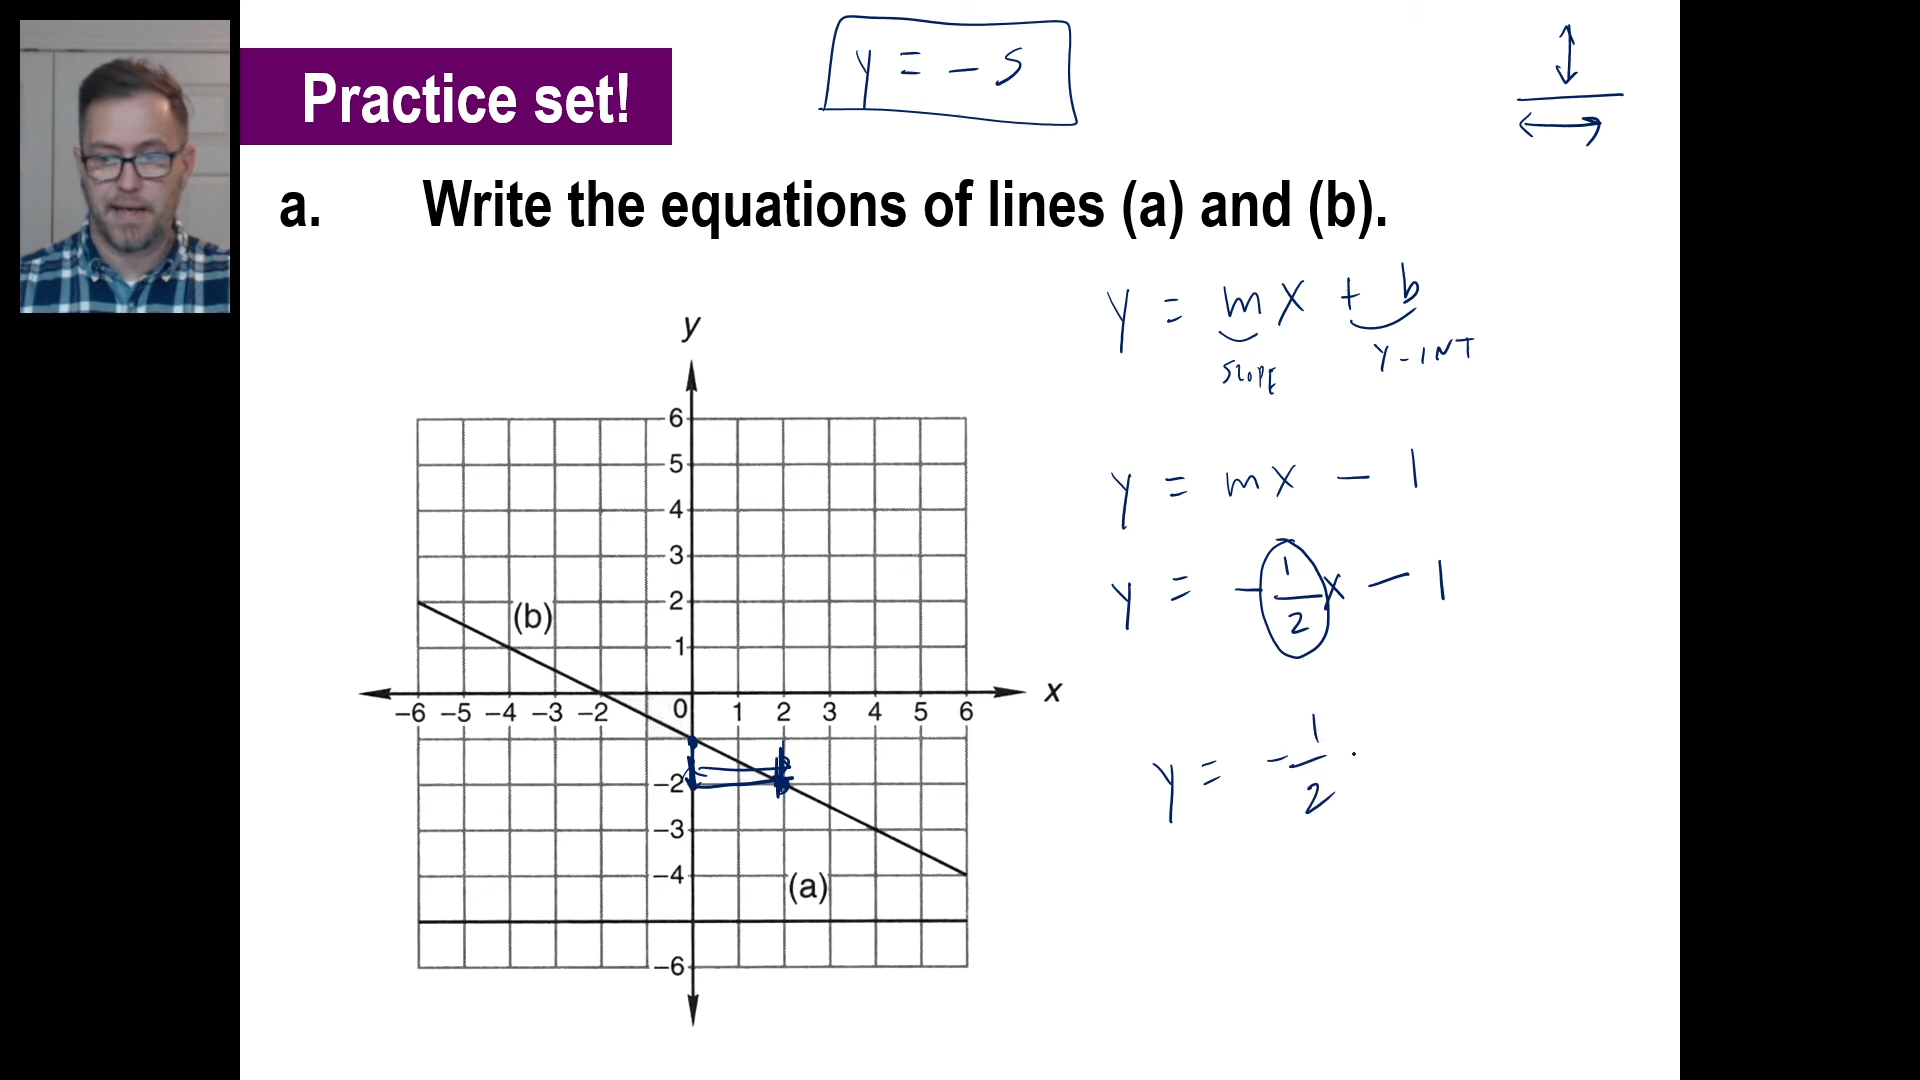 y = - 5
Practice set!
a. Write the equations of lines (a) and (b).
y = mx + b
SLOPE
Y-INT
y
6
5
4
3
2
1
(b)
0
x
−6 −5 −4 −3 −2 1 2 3 4 5 6
−2
−3
−4
(a)
−6
y = mx - 1
y = - 1/2 x - 1
y = - 1/2